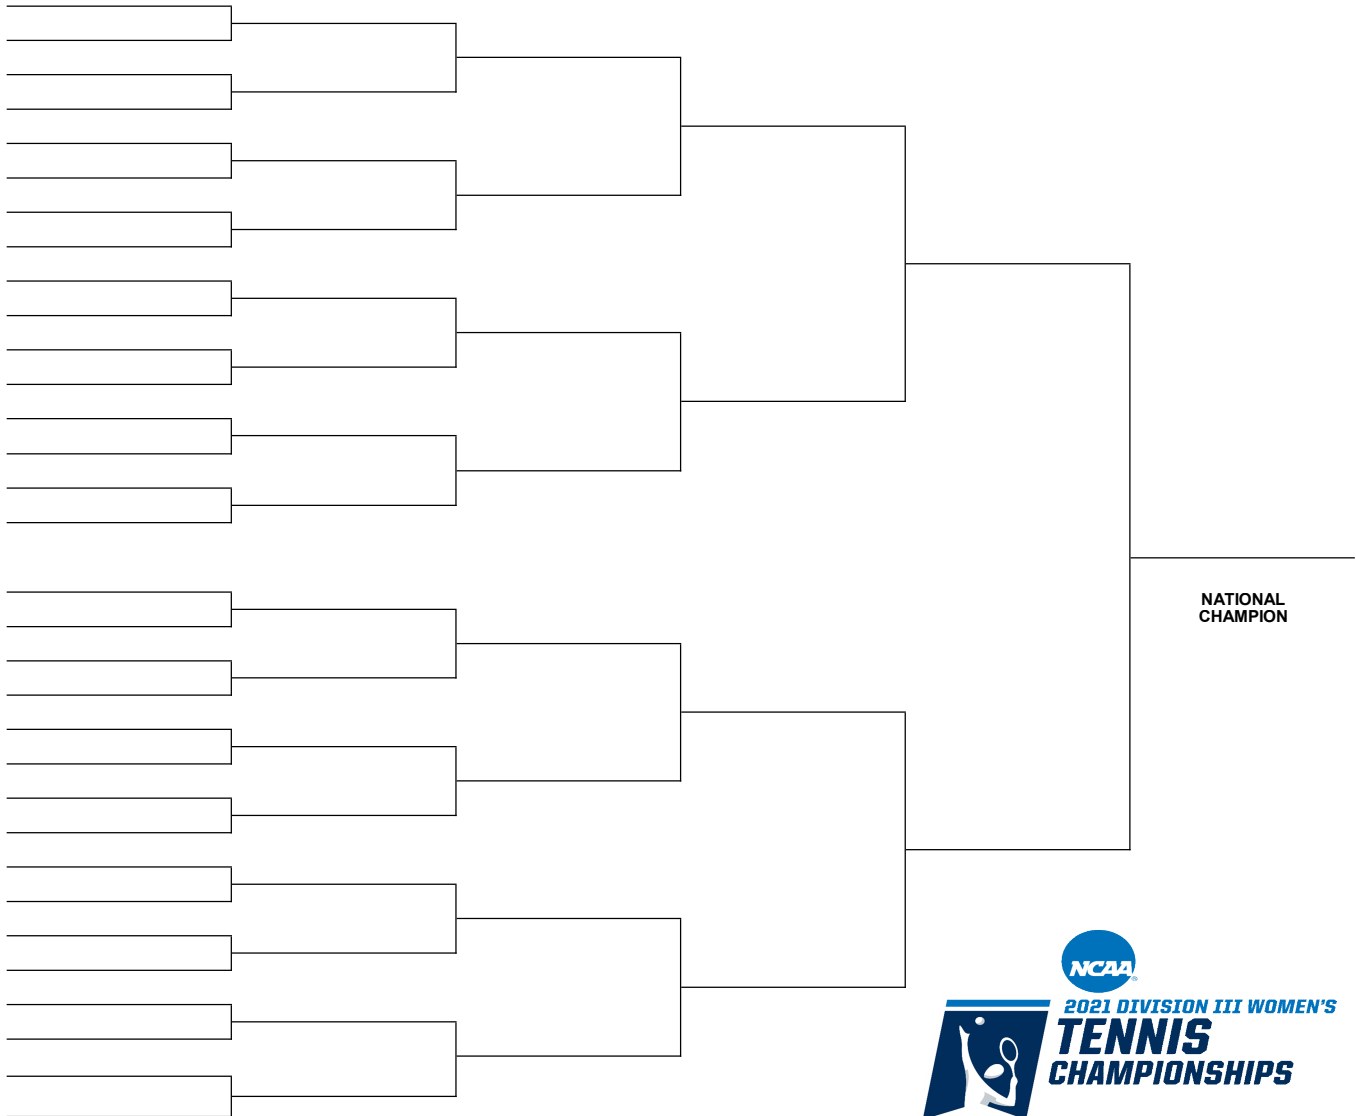 NATIONAL
CHAMPION
NCAA®
2021 DIVISION III WOMEN'S
TENNIS
CHAMPIONSHIPS